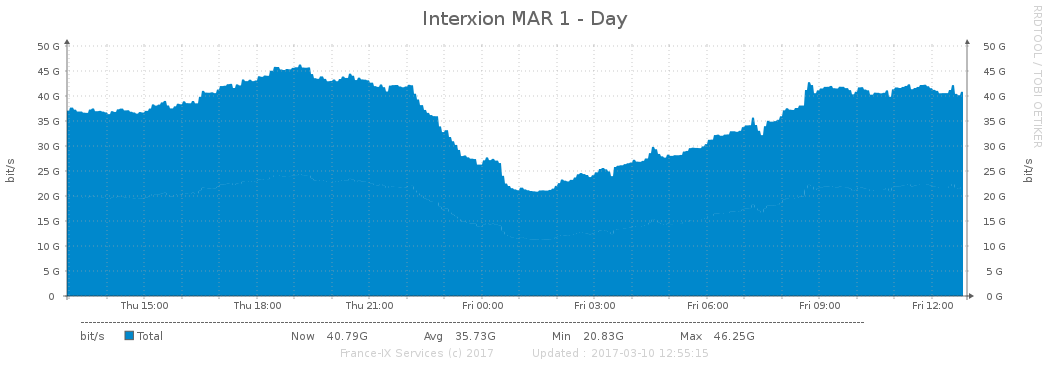 Interxion MAR 1 - Day
RRDTOOL / TOBI OETIKER
50 G 50 G
45 G 45 G
40 G 40 G
35 G 35 G
30 G 30 G
25 G 25 G
20 G 20 G
15 G 15 G
10 G 10 G
5 G 5 G
0 0 G
bit/s bit/s
Thu 15:00 Thu 18:00 Thu 21:00 Fri 00:00 Fri 03:00 Fri 06:00 Fri 09:00 Fri 12:00
bit/s Total Now 40.79G Avg 35.73G Min 20.83G Max 46.25G
France-IX Services (c) 2017 Updated : 2017-03-10 12:55:15